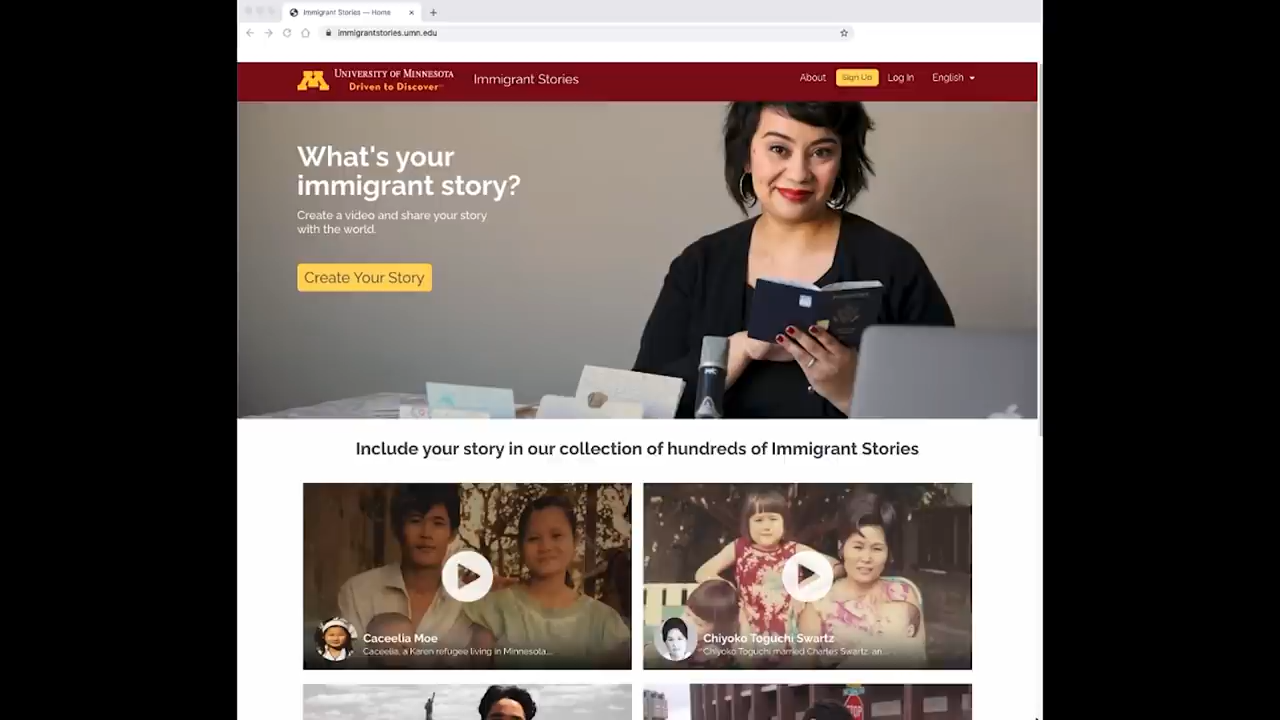 Immigrant Stories — Home
immigrantstories.umn.edu
UNIVERSITY OF MINNESOTA
Driven to Discover
Immigrant Stories
About
Sign Up
Log In
English
What's your
immigrant story?
Create a video and share your story
with the world.
Create Your Story
Include your story in our collection of hundreds of Immigrant Stories
Caceelia Moe
Caceelia, a Karen refugee living in Minnesota...
Chiyoko Toguchi Swartz
Chiyoko Toguchi married Charles Swartz, an...
STOP